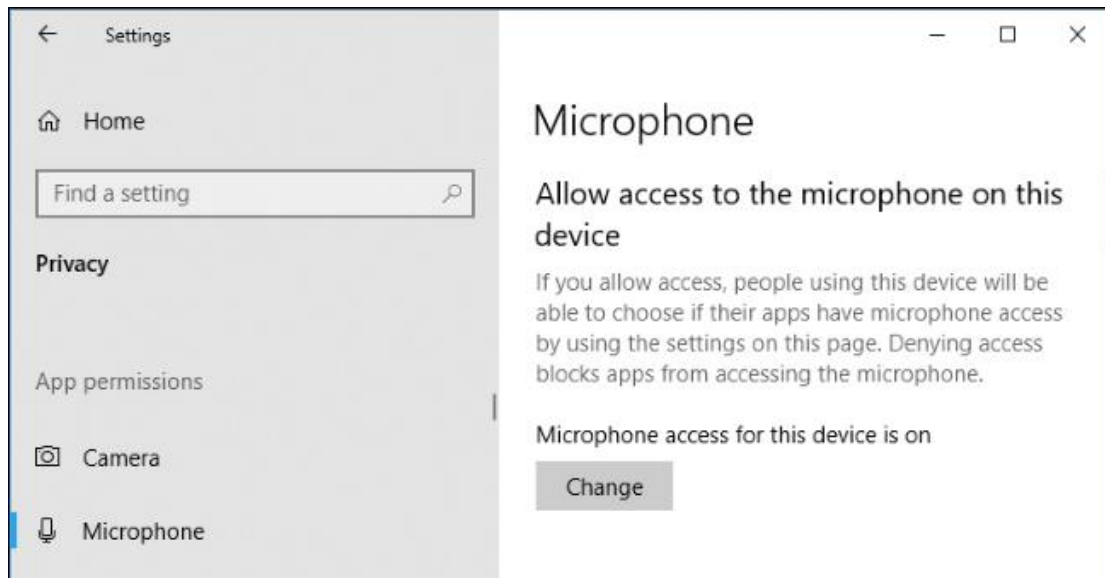 Settings
Home
Find a setting
Privacy
App permissions
Camera
Microphone
Microphone
Allow access to the microphone on this
device
If you allow access, people using this device will be
able to choose if their apps have microphone access
by using the settings on this page. Denying access
blocks apps from accessing the microphone.
Microphone access for this device is on
Change